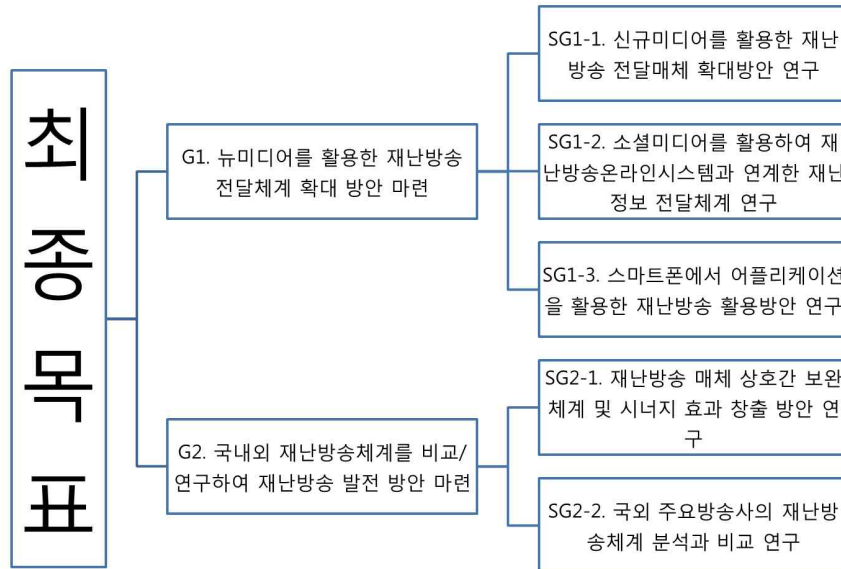 최
종
목
표
G1. 뉴미디어를 활용한 재난방송
전달체계 확대 방안 마련
G2. 국내외 재난방송체계를 비교/
연구하여 재난방송 발전 방안 마련
SG1-1. 신규미디어를 활용한 재난
방송 전달매체 확대방안 연구
SG1-2. 소셜미디어를 활용하여 재
난방송온라인시스템과 연계한 재난
정보 전달체계 연구
SG1-3. 스마트폰에서 어플리케이션
을 활용한 재난방송 활용방안 연구
SG2-1. 재난방송 매체 상호간 보완
체계 및 시너지 효과 창출 방안 연
구
SG2-2. 국외 주요방송사의 재난방
송체계 분석과 비교 연구